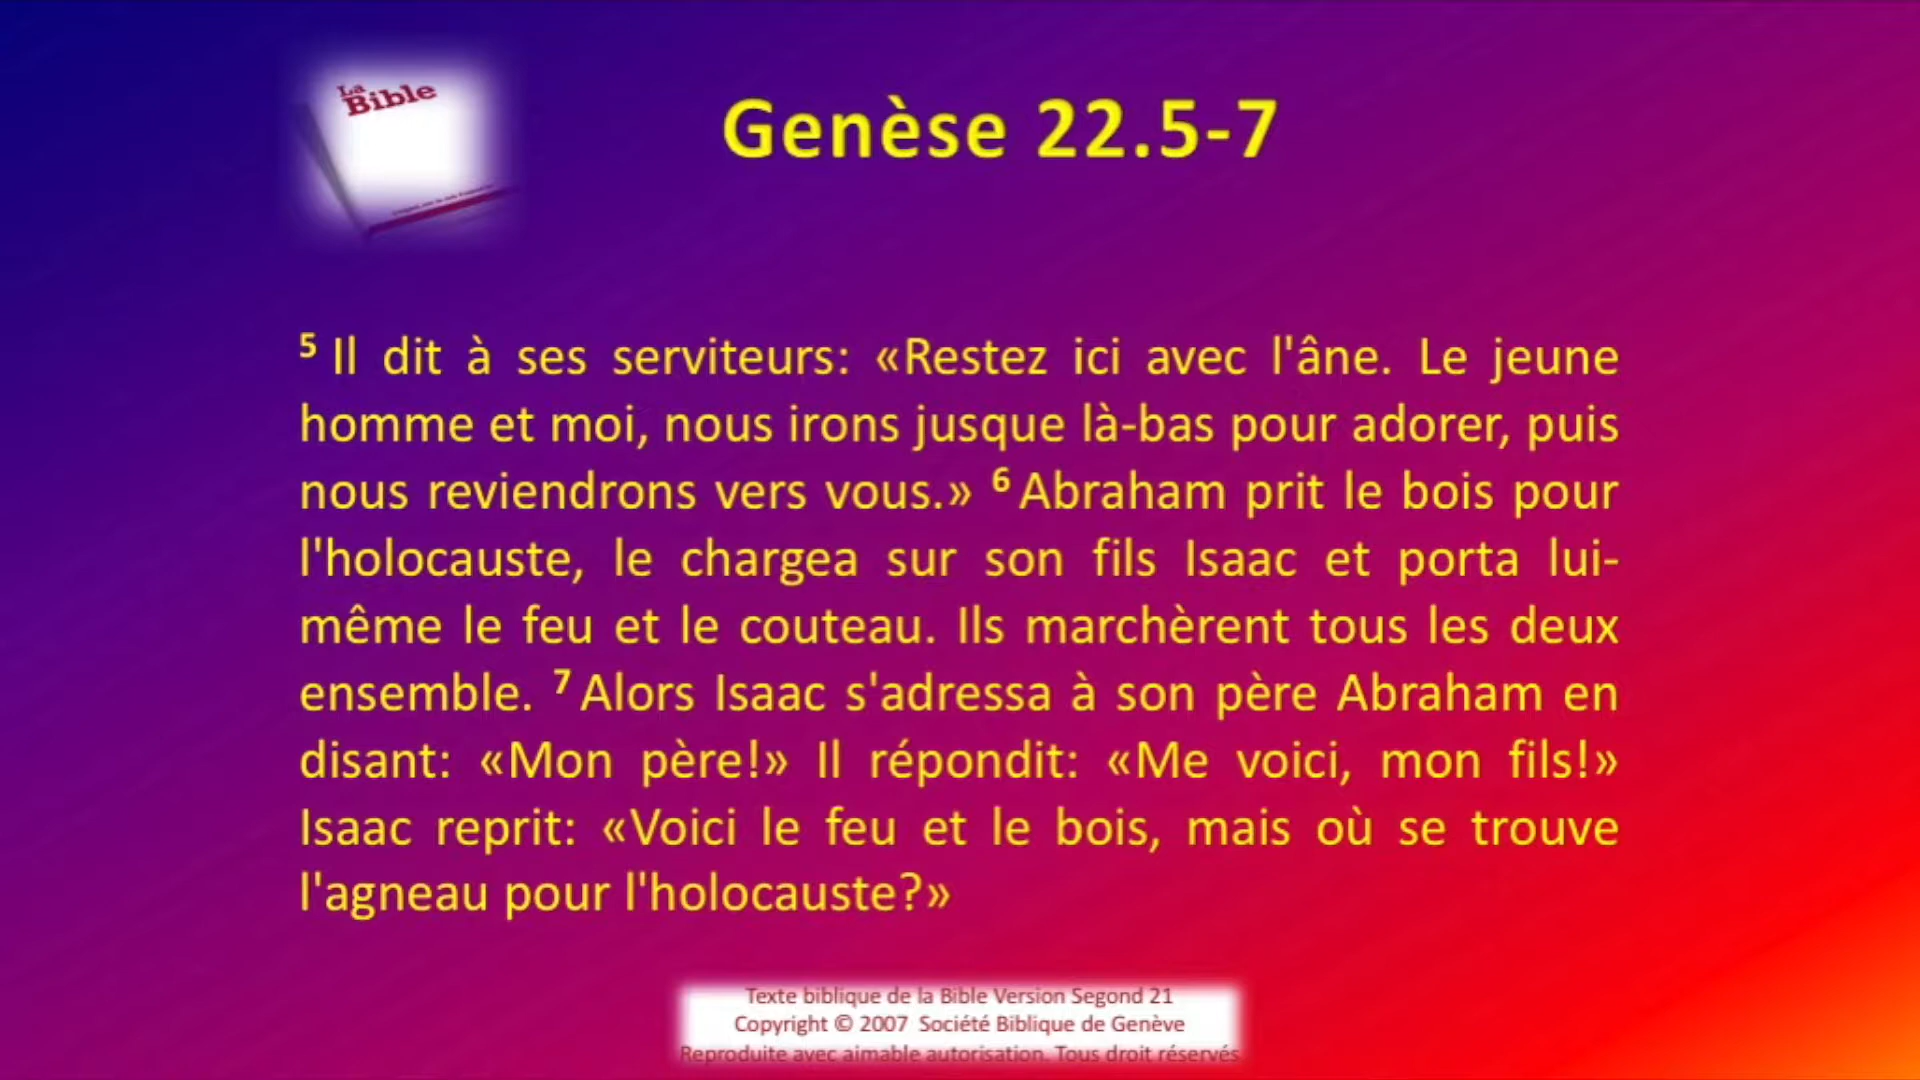 La
Bible
Genèse 22.5-7
5 Il dit à ses serviteurs: «Restez ici avec l'âne. Le jeune
homme et moi, nous irons jusque là-bas pour adorer, puis
nous reviendrons vers vous.» 6 Abraham prit le bois pour
l'holocauste, le chargea sur son fils Isaac et porta lui-
même le feu et le couteau. Ils marchèrent tous les deux
ensemble. 7 Alors Isaac s'adressa à son père Abraham en
disant: «Mon père!» Il répondit: «Me voici, mon fils!»
Isaac reprit: «Voici le feu et le bois, mais où se trouve
l'agneau pour l'holocauste?»
Texte biblique de la Bible Version Segond 21
Copyright © 2007 Société Biblique de Genève
Reproduite avec aimable autorisation. Tous droit réservés